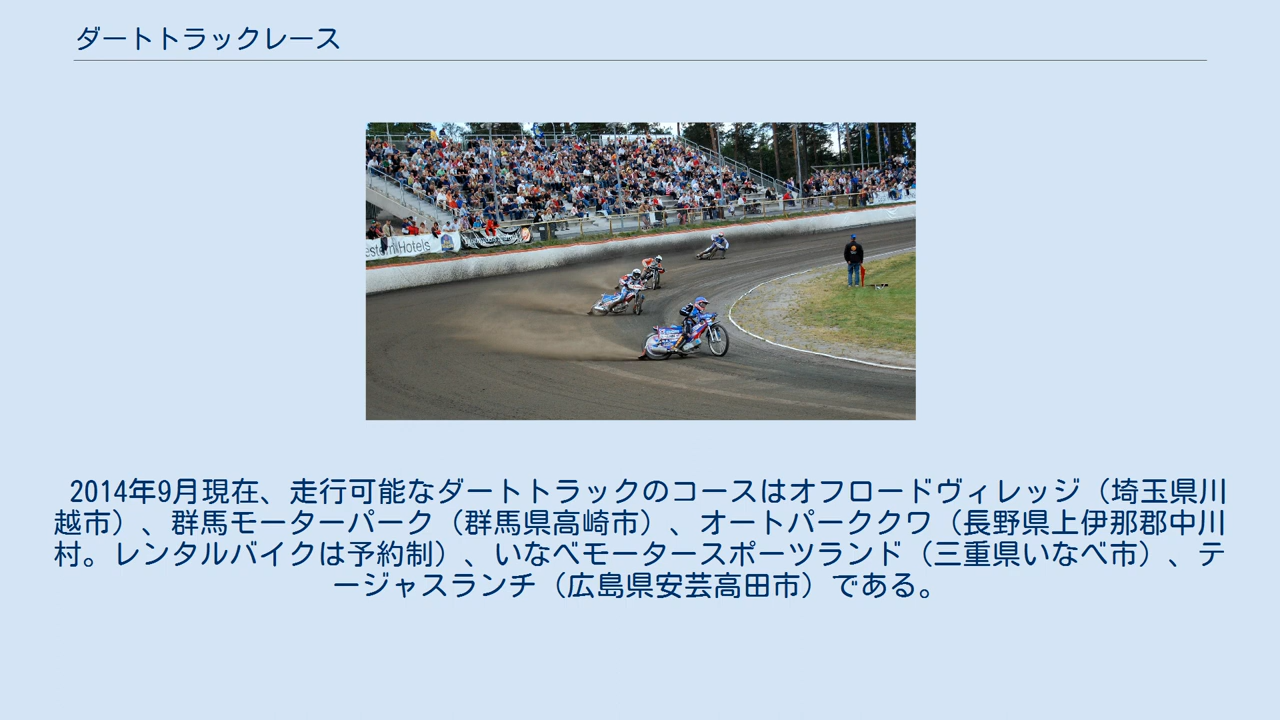 ダートトラックレース
estern Hotels
2014年9月現在、走行可能なダートトラックのコースはオフロードヴィレッジ（埼玉県川
越市）、群馬モーターパーク（群馬県高崎市）、オートパーククワ（長野県上伊那郡中川
村。レンタルバイクは予約制）、いなべモータースポーツランド（三重県いなべ市）、テ
ージャスランチ（広島県安芸高田市）である。